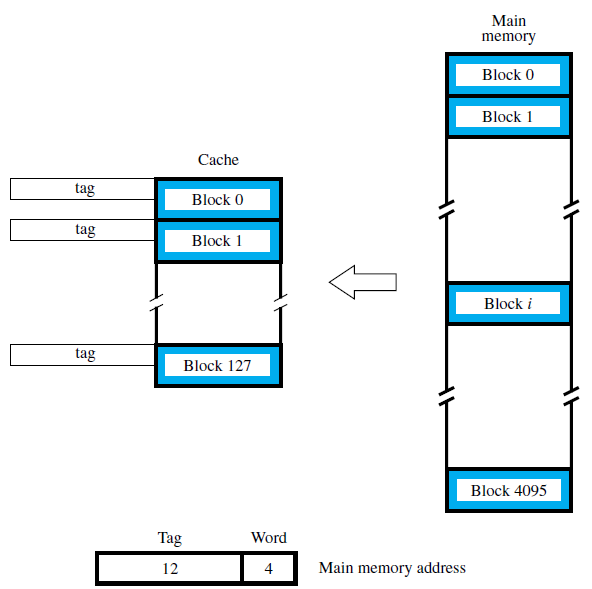 Main
memory
Block 0
Block 1
Cache
tag
Block 0
tag
Block 1
Block i
tag
Block 127
Block 4095
Tag
Word
12
4
Main memory address